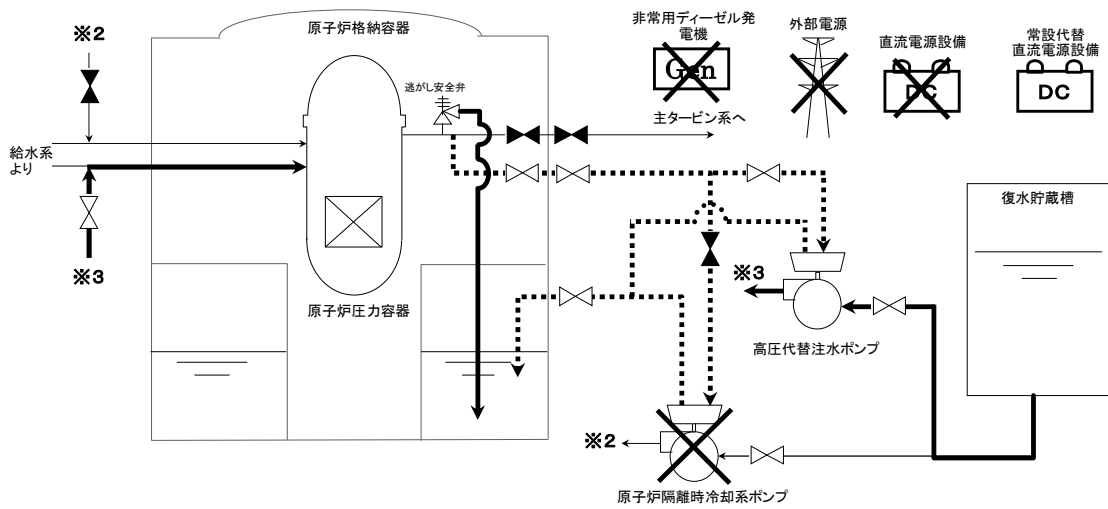 原子炉格納容器
※2
逃がし安全弁
給水系
より
※3
原子炉圧力容器
非常用ディーゼル発
電機
Gen
外部電源
直流電源設備
DC
常設代替
直流電源設備
DC
主タービン系へ
復水貯蔵槽
※3
高圧代替注水ポンプ
※2
原子炉隔離時冷却系ポンプ